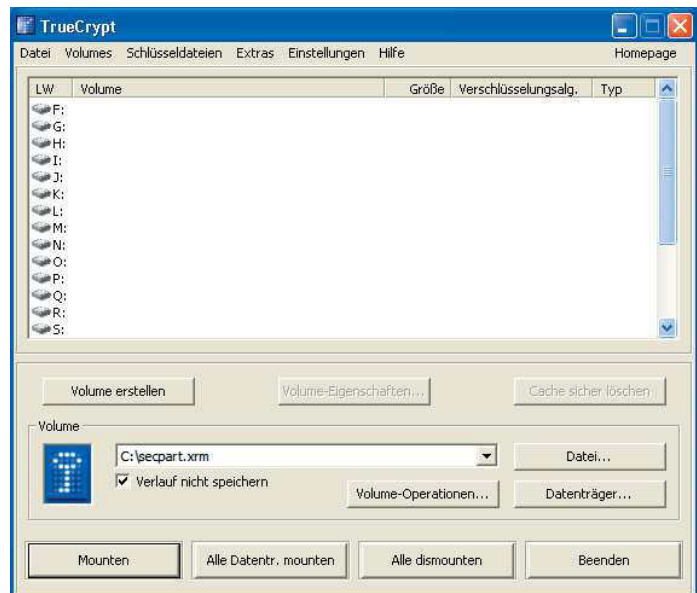 TrueCrypt
Datei Volumes Schlüsseldateien Extras Einstellungen Hilfe Homepage
LW Volume Größe Verschlüsselungsalg. Typ
F:
G:
H:
I:
J:
K:
L:
M:
N:
O:
P:
Q:
R:
S:
Volume erstellen Volume-Eigenschaften... Cache sicher löschen
Volume
C:\secpart.xrm Datei...
Verlauf nicht speichern
Volume-Operationen... Datenträger...
Mounten Alle Datentr. mounten Alle dismounten Beenden